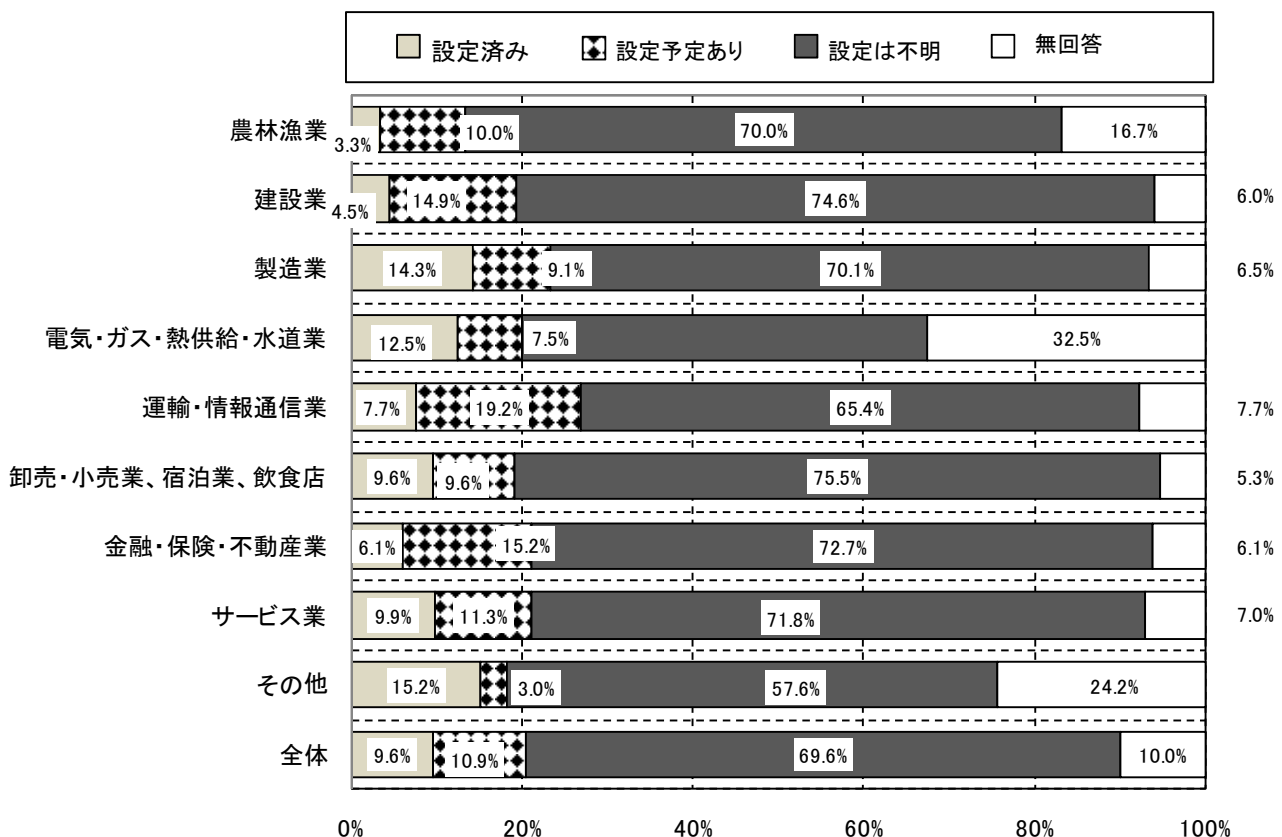 設定済み 設定予定あり 設定は不明 無回答
農林漁業 3.3% 10.0% 70.0% 16.7%
建設業 4.5% 14.9% 74.6% 6.0%
製造業 14.3% 9.1% 70.1% 6.5%
電気・ガス・熱供給・水道業 12.5% 7.5% 32.5%
運輸・情報通信業 7.7% 19.2% 65.4% 7.7%
卸売・小売業、宿泊業、飲食店 9.6% 9.6% 75.5% 5.3%
金融・保険・不動産業 6.1% 15.2% 72.7% 6.1%
サービス業 9.9% 11.3% 71.8% 7.0%
その他 15.2% 3.0% 57.6% 24.2%
全体 9.6% 10.9% 69.6% 10.0%
0% 20% 40% 60% 80% 100%